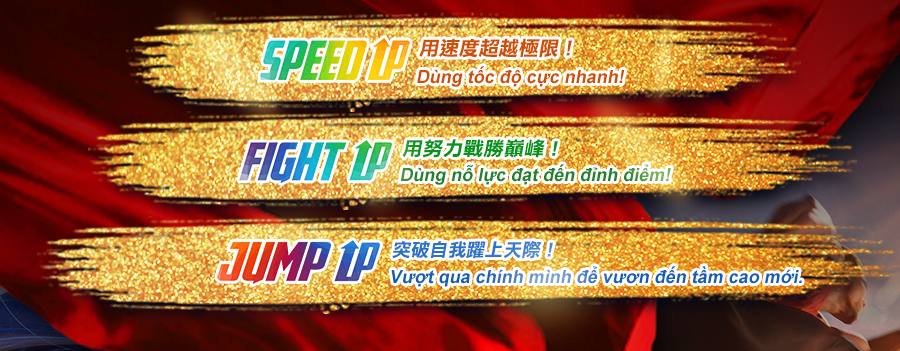 SPEED UP 用速度超越極限！
Dùng tốc độ cực nhanh!
FIGHT UP 用努力戰勝巔峰！
Dùng nỗ lực đạt đến đỉnh điểm!
JUMP UP 突破自我躍上天際！
Vượt qua chính mình để vươn đến tầm cao mới.